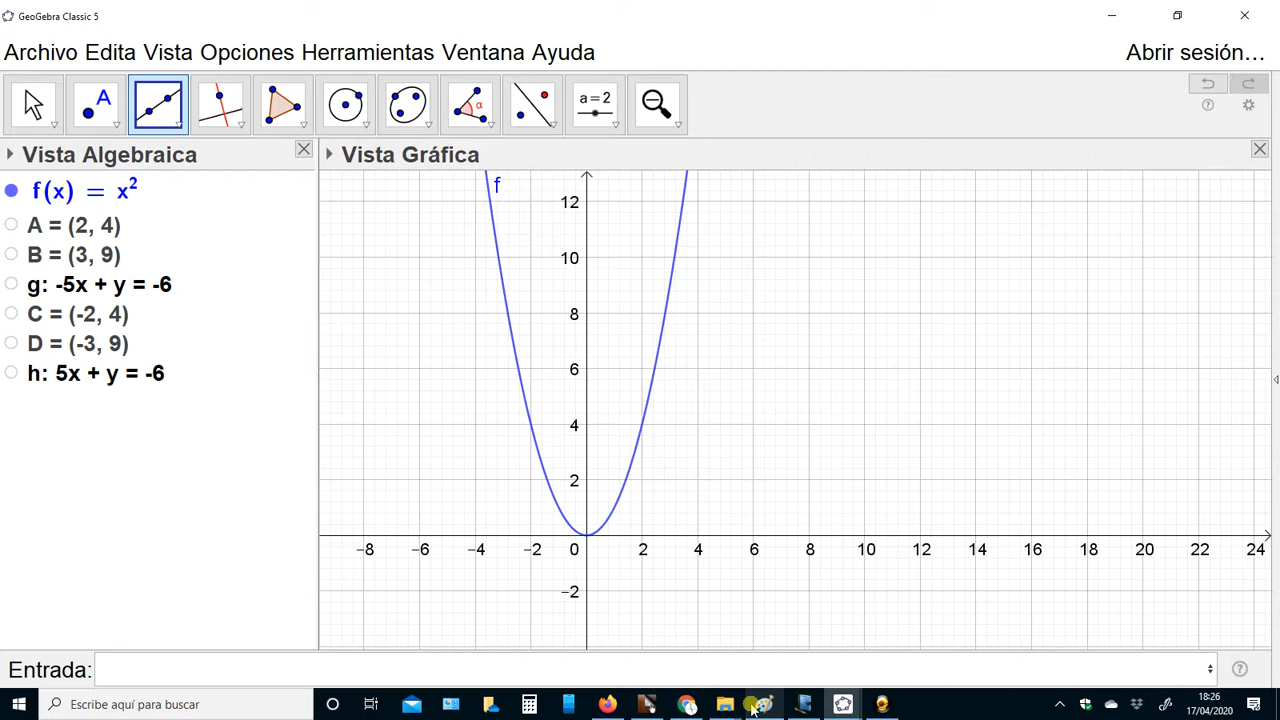 GeoGebra Classic 5
Archivo Edita Vista Opciones Herramientas Ventana Ayuda
Abrir sesión...
A
α
a = 2
Vista Algebraica
Vista Gráfica
f(x) = x²
A = (2, 4)
B = (3, 9)
g: -5x + y = -6
C = (-2, 4)
D = (-3, 9)
h: 5x + y = -6
f
12
10
8
6
4
2
−8 −6 −4 −2 0 2 4 6 8 10 12 14 16 18 20 22 24
−2
Entrada:
Escribe aquí para buscar
18:26
17/04/2020